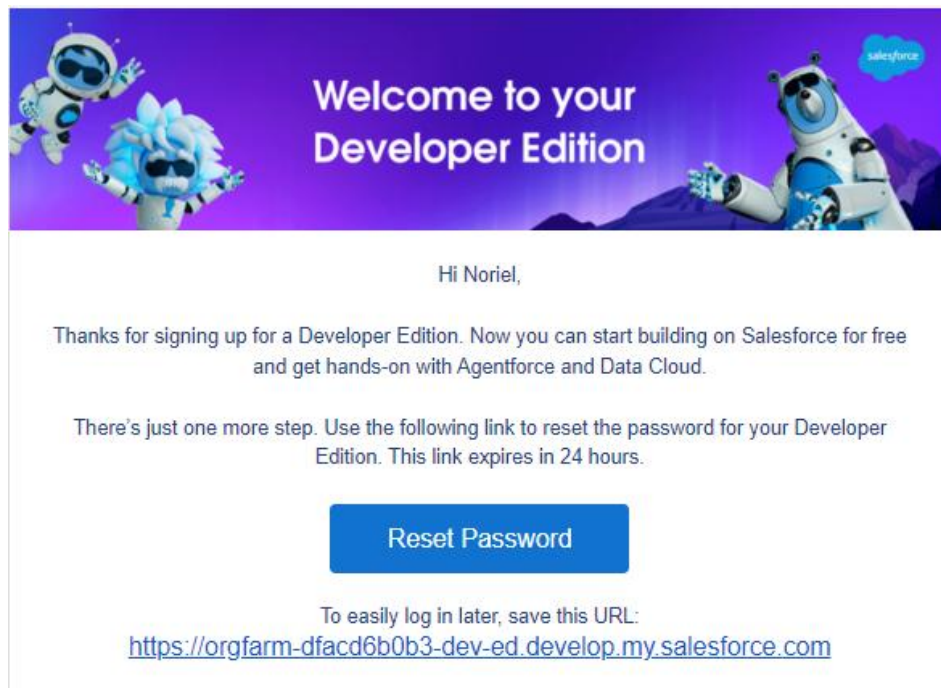 salesforce
Welcome to your
Developer Edition
Hi Noriel,
Thanks for signing up for a Developer Edition. Now you can start building on Salesforce for free
and get hands-on with Agentforce and Data Cloud.
There's just one more step. Use the following link to reset the password for your Developer
Edition. This link expires in 24 hours.
Reset Password
To easily log in later, save this URL:
https://orgfarm-dfacd6b0b3-dev-ed.develop.my.salesforce.com